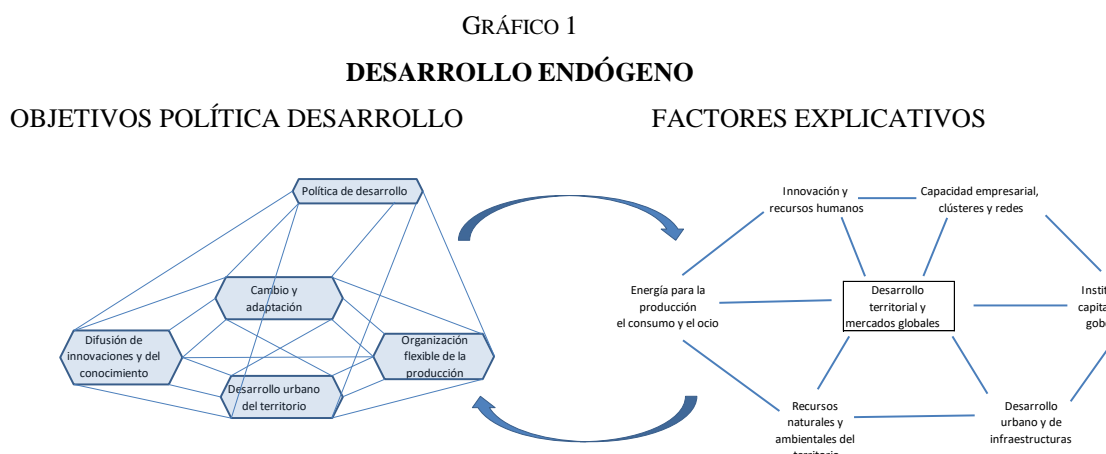 GRÁFICO 1
DESARROLLO ENDÓGENO
OBJETIVOS POLÍTICA DESARROLLO
FACTORES EXPLICATIVOS
Política de desarrollo
Cambio y
adaptación
Difusión de
innovaciones y del
conocimiento
Organización
flexible de la
producción
Desarrollo urbano
del territorio
Innovación y
recursos humanos
Capacidad empresarial,
clústeres y redes
Energía para la
producción
el consumo y el ocio
Desarrollo
territorial y
mercados globales
Recursos
naturales y
ambientales del
territorio
Desarrollo
urbano y de
infraestructuras